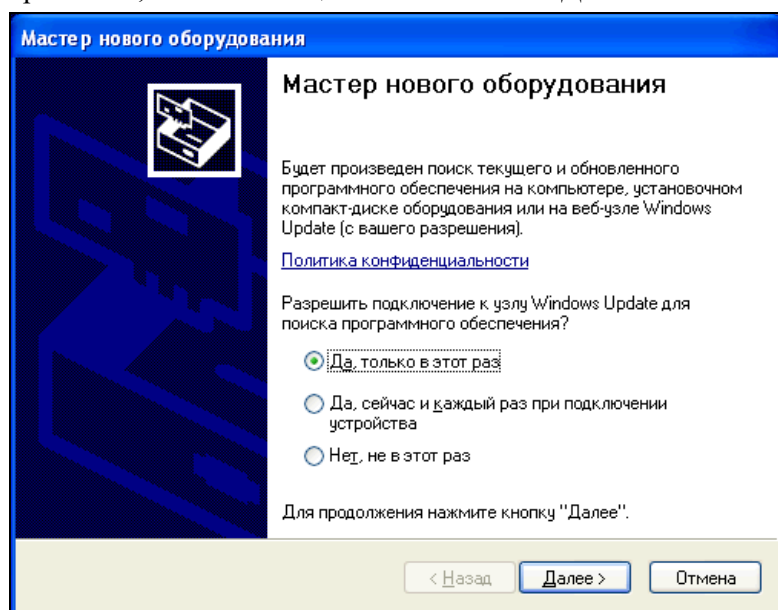 Мастер нового оборудования
Мастер нового оборудования
Будет произведен поиск текущего и обновленного
программного обеспечения на компьютере, установочном
компакт-диске оборудования или на веб-узле Windows
Update (с вашего разрешения).
Политика конфиденциальности
Разрешить подключение к узлу Windows Update для
поиска программного обеспечения?
Да, только в этот раз
Да, сейчас и каждый раз при подключении
устройства
Нет, не в этот раз
Для продолжения нажмите кнопку "Далее".
< Назад Далее > Отмена